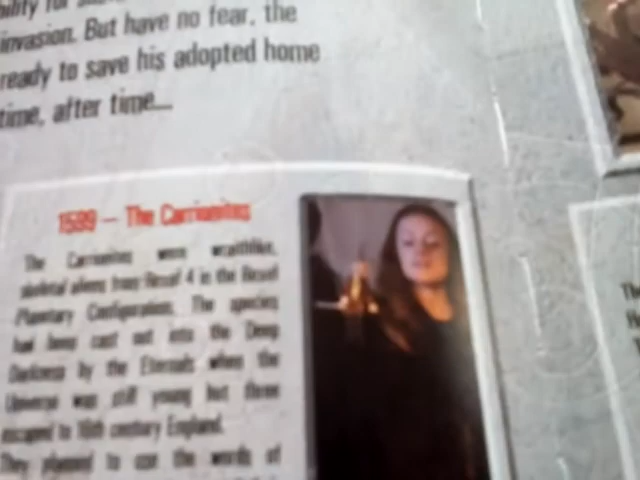 invasion. But have no fear, the
ready to save his adopted home
time, after time...
1599 – The Carrionites
The Carrionites were wraithlike,
skeletal aliens from Rexel 4 in the Rexel
Planetary Configuration. The species
had been cast out into the Deep
Darkness by the Eternals when the
Universe was still young but three
escaped to 16th century England.
They planned to use the words of